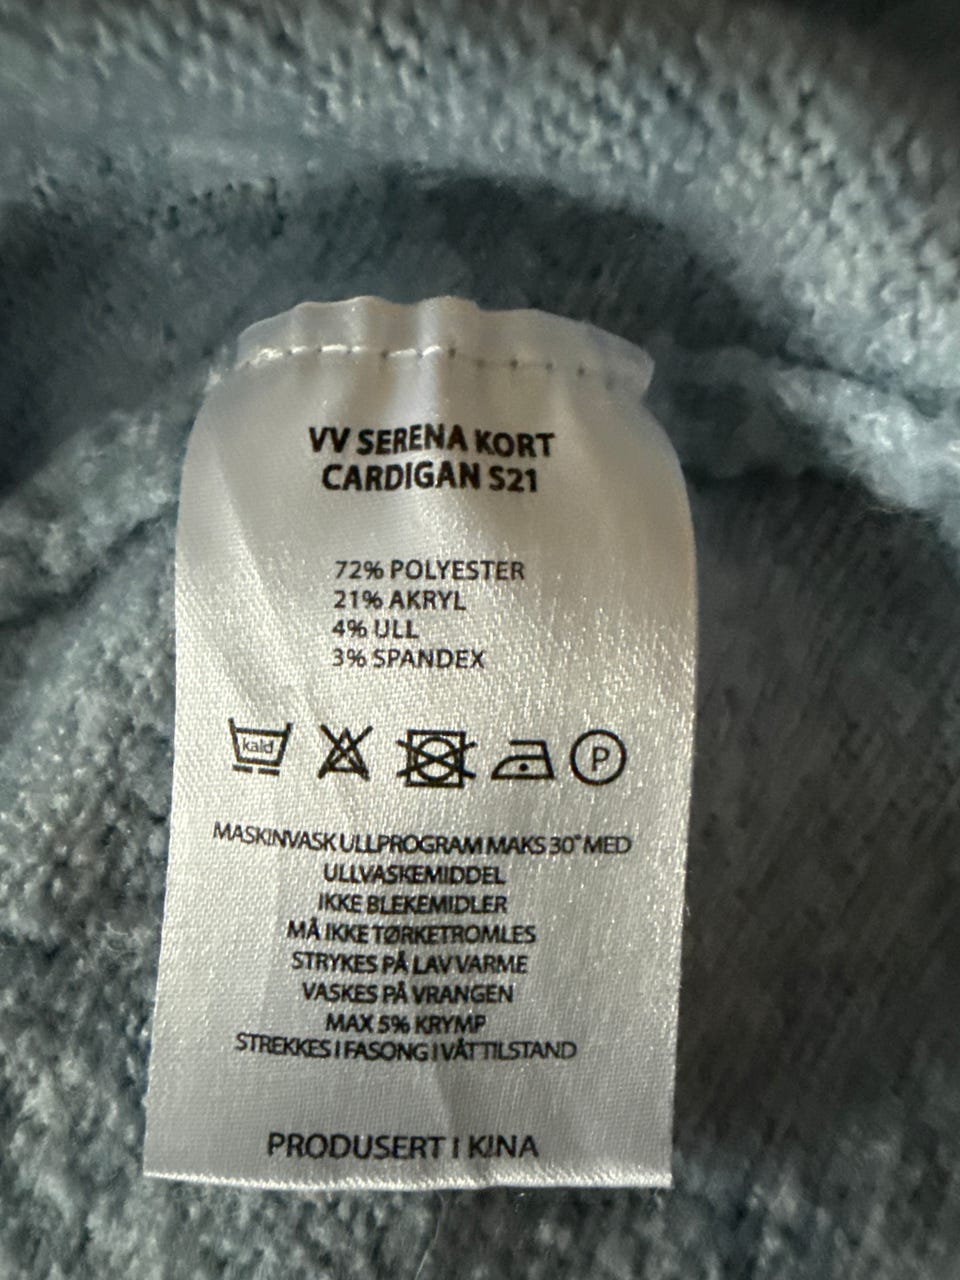 VV SERENA KORT
CARDIGAN S21
72% POLYESTER
21% AKRYL
4% ULL
3% SPANDEX
kald P
MASKINVASK ULLPROGRAM MAKS 30° MED
ULLVASKEMIDDEL
IKKE BLEKEMIDLER
MÅ IKKE TØRKETROMLES
STRYKES PÅ LAV VARME
VASKES PÅ VRANGEN
MAX 5% KRYMP
STREKKES I FASONG I VÅT TILSTAND
PRODUSERT I KINA